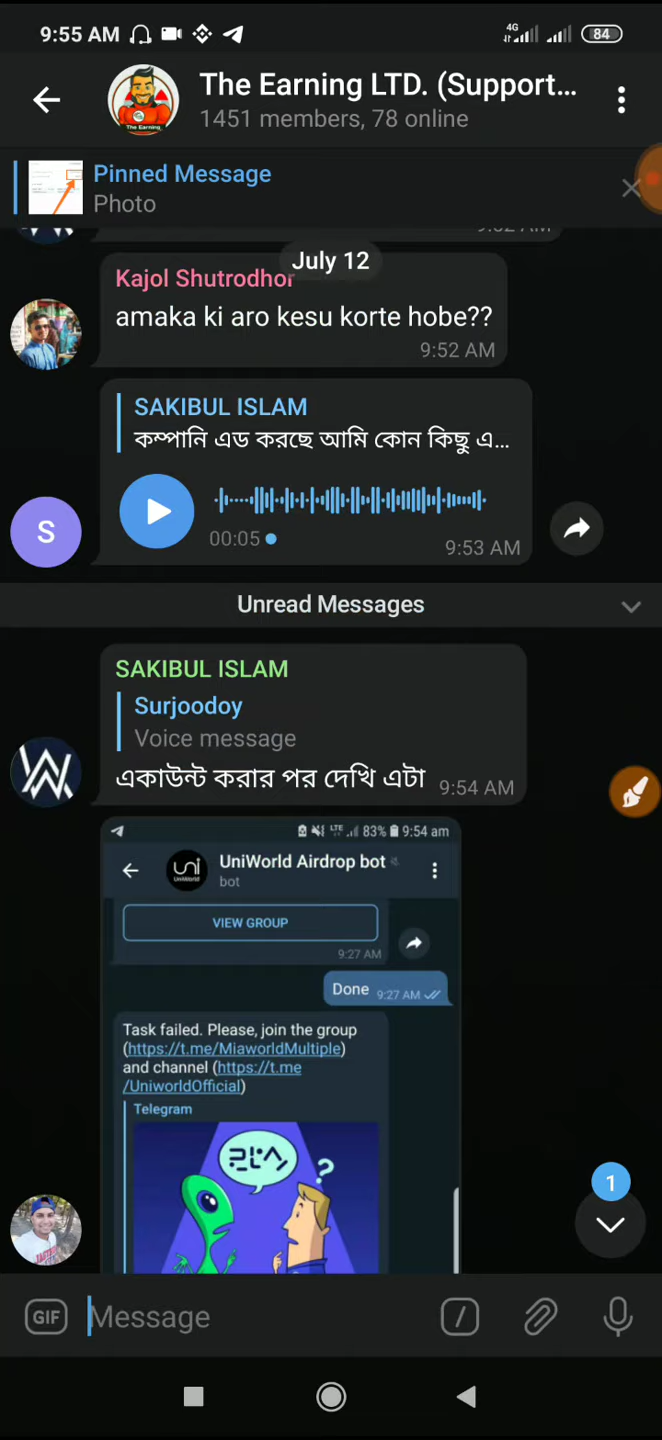 9:55 AM
4G
84
The Earning LTD. (Support...
1451 members, 78 online
Pinned Message
Photo
July 12
Kajol Shutrodhor
amaka ki aro kesu korte hobe??
9:52 AM
SAKIBUL ISLAM
কম্পানি এড করছে আমি কোন কিছু এ...
00:05
9:53 AM
S
Unread Messages
SAKIBUL ISLAM
Surjoodoy
Voice message
একাউন্ট করার পর দেখি এটা
9:54 AM
LTE 83% 9:54 am
UniWorld Airdrop bot
bot
VIEW GROUP
9:27 AM
Done 9:27 AM
Task failed. Please, join the group
(https://t.me/MiaworldMultiple)
and channel (https://t.me
/UniworldOfficial)
Telegram
?
1
GIF
Message
/